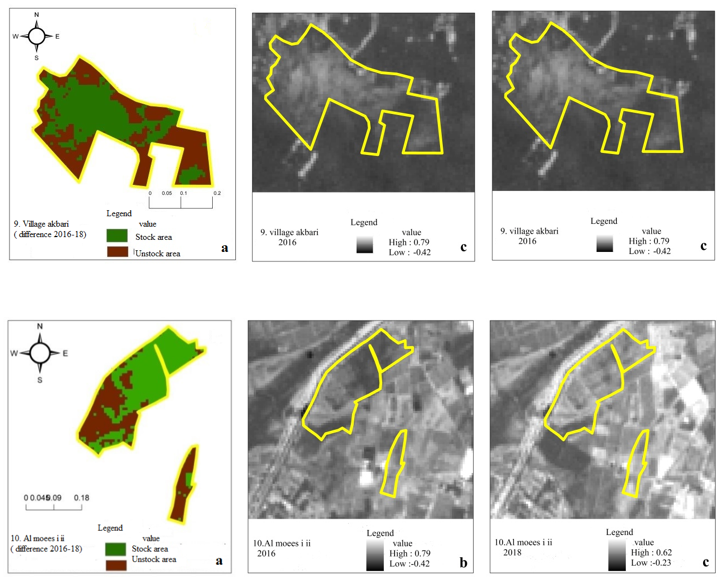 N
W E
S
0 0.05 0.1 0.2
9. Village akbari
( difference 2016-18)
Legend
value
Stock area
Unstock area
a
9. village akbari
2016
Legend
value
High : 0.79
Low : -0.42
c
9. village akbari
2016
Legend
value
High : 0.79
Low : -0.42
c
N
W E
S
0 0.045 0.09 0.18
10. Al moees i ii
( difference 2016-18)
Legend
value
Stock area
Unstock area
a
10.Al moees i ii
2016
Legend
value
High : 0.79
Low :-0.42
b
10.Al moees i ii
2018
Legend
value
High : 0.62
Low :-0.23
c